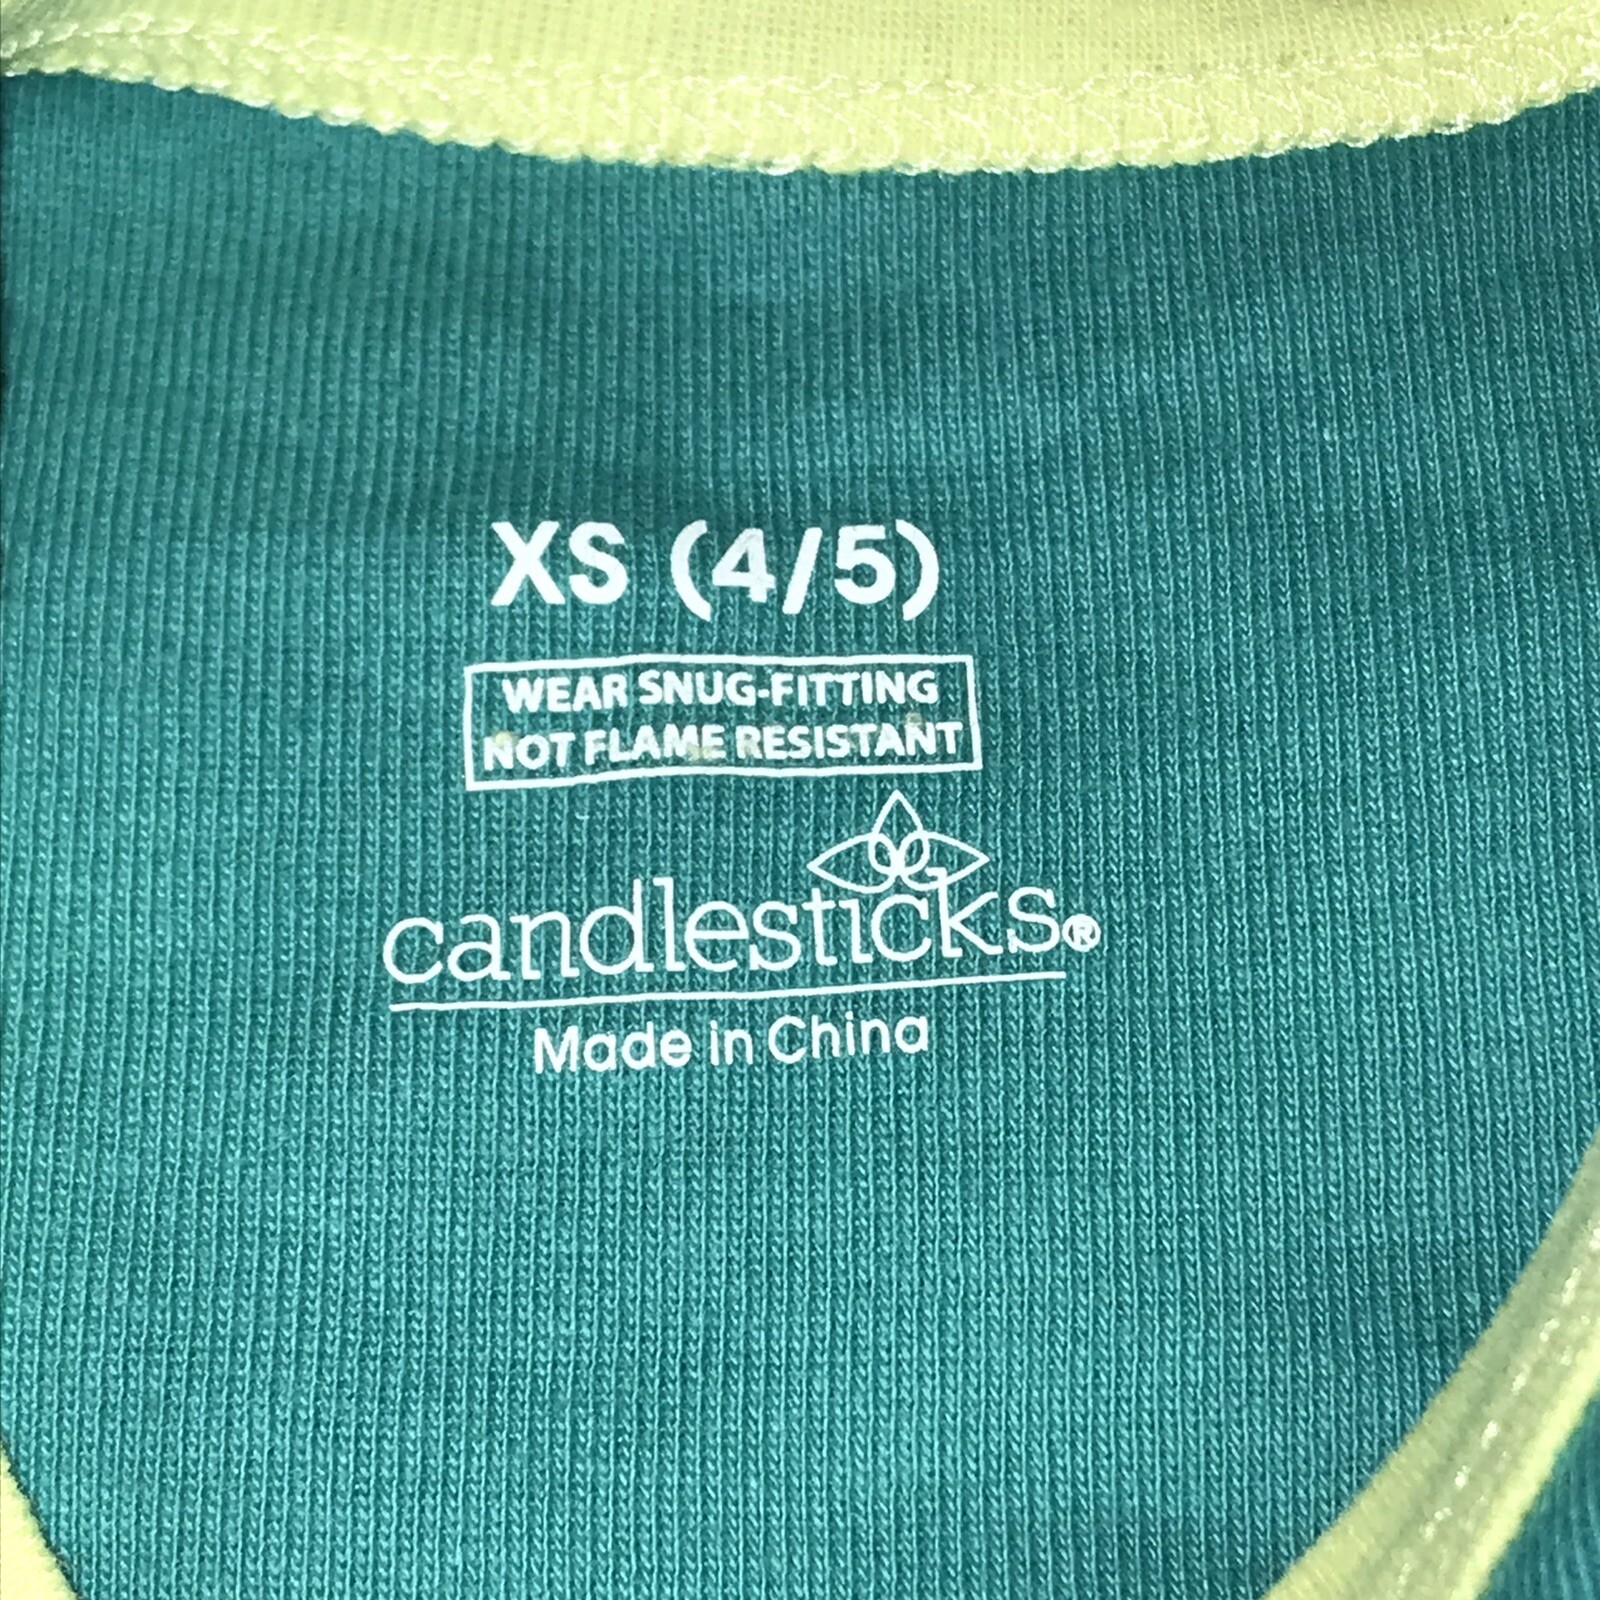 XS (4/5)
WEAR SNUG-FITTING
NOT FLAME RESISTANT
candlesticks®
Made in China